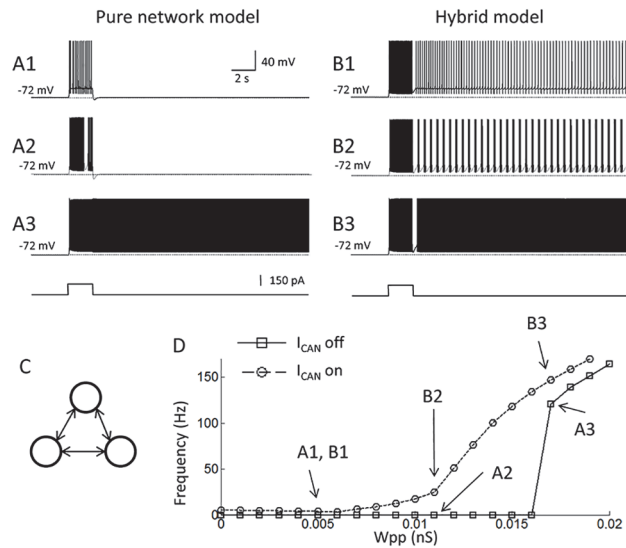 Pure network model
Hybrid model
A1
-72 mV
40 mV
2 s
B1
-72 mV
A2
-72 mV
B2
-72 mV
A3
-72 mV
B3
-72 mV
150 pA
C
D
I_CAN off
I_CAN on
B3
B2
A1, B1
A2
A3
Frequency (Hz)
150
100
50
0
0
0.005
0.01
0.015
0.02
Wpp (nS)